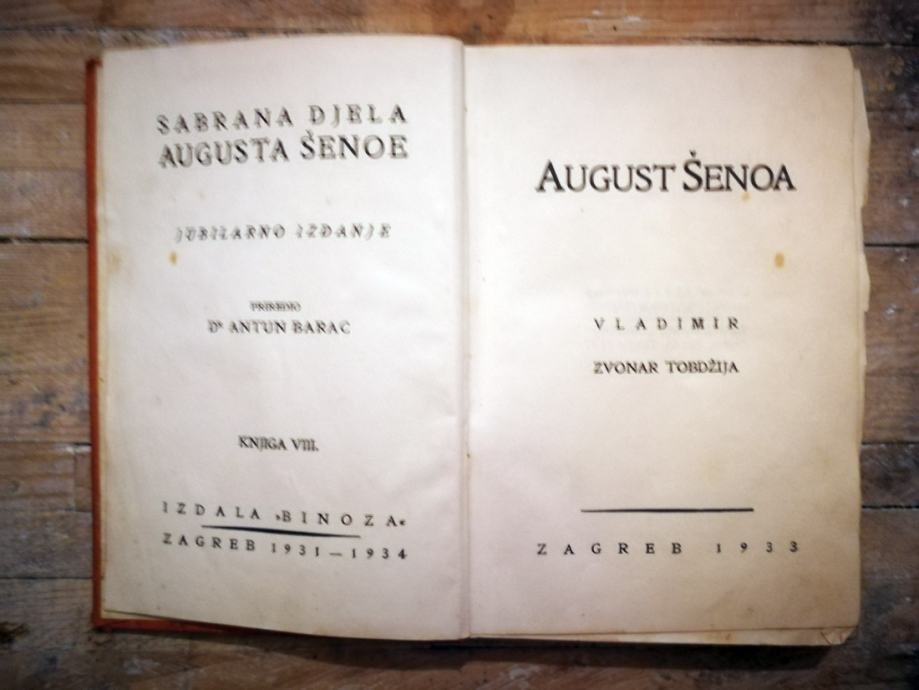 SABRANA DJELA
AUGUSTA ŠENOE
JUBILARNO IZDANJE
PRIREDIO
Dr ANTUN BARAC
KNJIGA VIII.
IZDALA »BINOZA«
ZAGREB 1931—1934
AUGUST ŠENOA
VLADIMIR
ZVONAR TOBDŽIJA
ZAGREB 1933